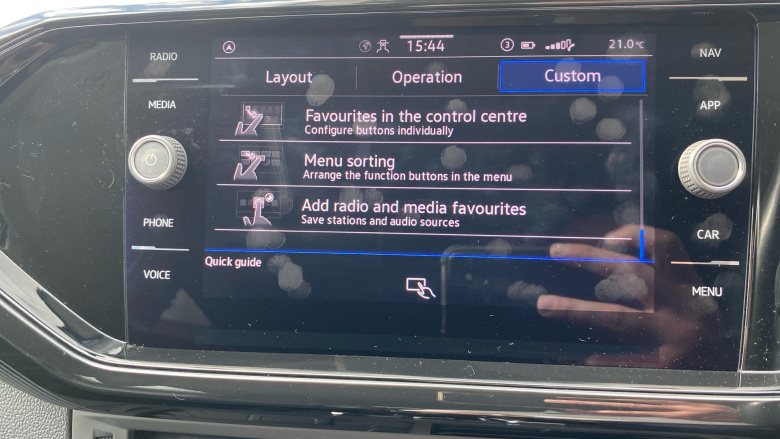 RADIO
MEDIA
PHONE
VOICE
15:44
3
21.0°C
Layout
Operation
Custom
Favourites in the control centre
Configure buttons individually
Menu sorting
Arrange the function buttons in the menu
Add radio and media favourites
Save stations and audio sources
Quick guide
NAV
APP
CAR
MENU